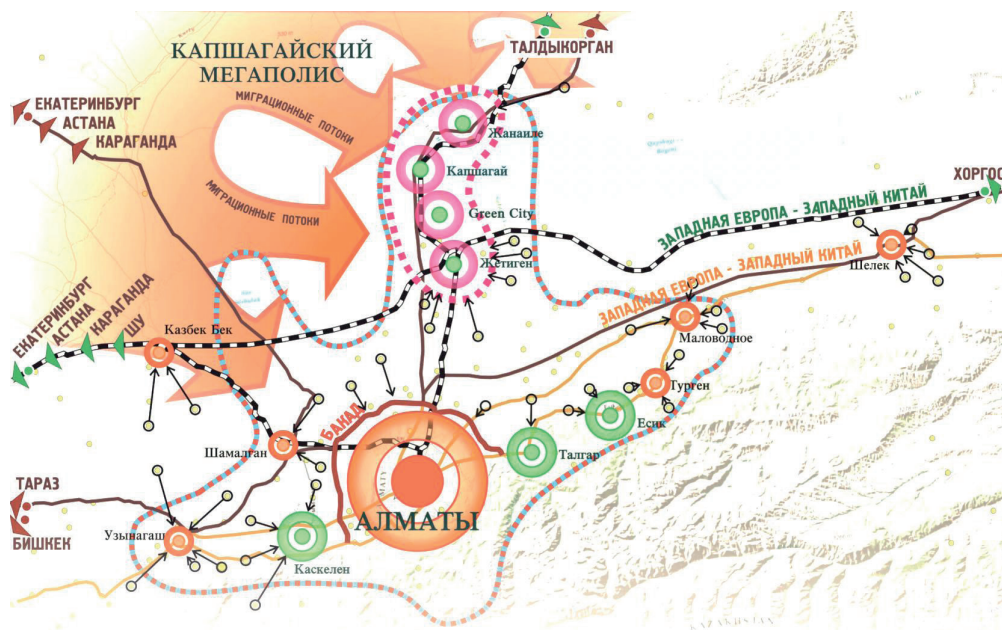 КАПШАГАЙСКИЙ
МЕГАПОЛИС
ТАЛДЫКОРГАН
ЕКАТЕРИНБУРГ
АСТАНА
КАРАГАНДА
МИГРАЦИОННЫЕ ПОТОКИ
Жанаиле
Капшагай
МИГРАЦИОННЫЕ ПОТОКИ
Green City
Жетиген
ХОРГОС
ЗАПАДНАЯ ЕВРОПА - ЗАПАДНЫЙ КИТАЙ
ЗАПАДНАЯ ЕВРОПА - ЗАПАДНЫЙ КИТАЙ
Шелек
ЕКАТЕРИНБУРГ
АСТАНА
КАРАГАНДА
ШУ
Казбек Бек
Маловодное
Турген
Есик
Талгар
БАКАД
Шамалган
АЛМАТЫ
ТАРАЗ
БИШКЕК
Узынагаш
Каскелен
KAZAKHSTAN